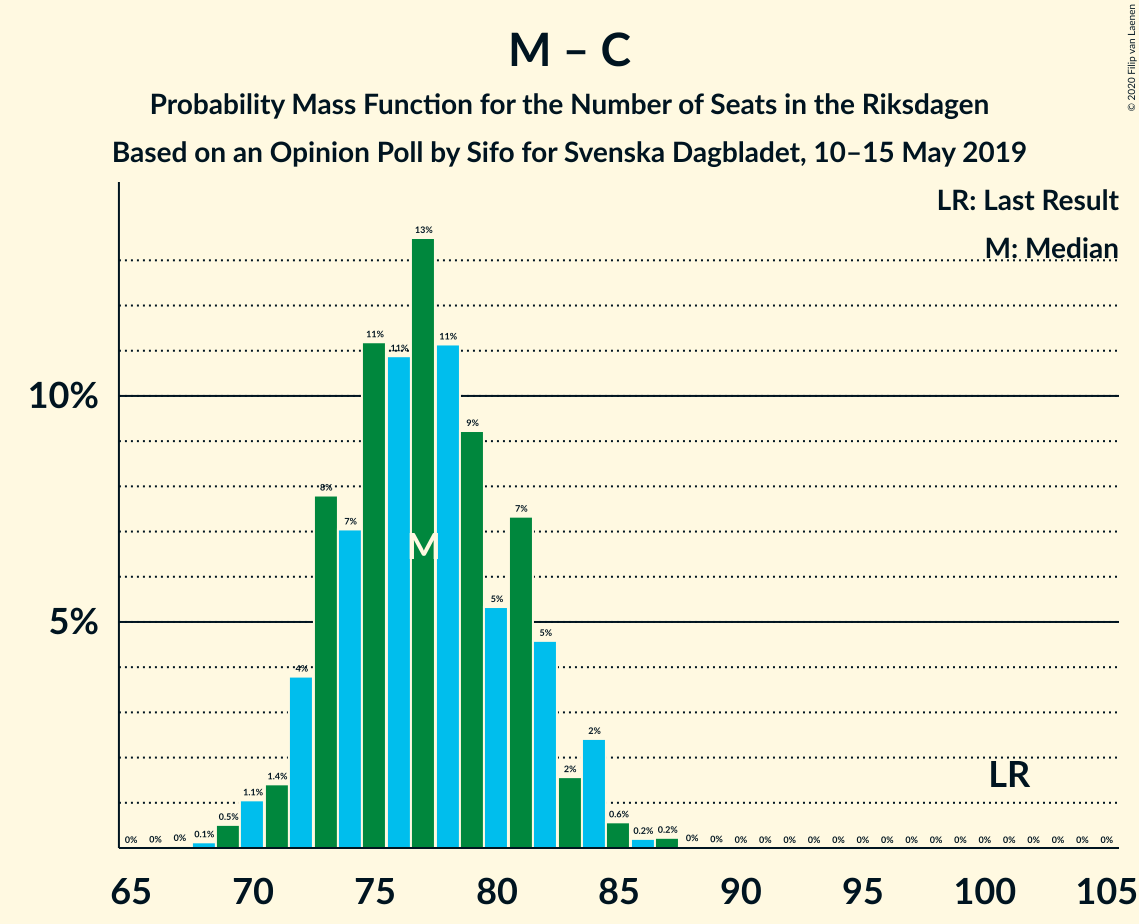 M – C
Probability Mass Function for the Number of Seats in the Riksdagen
Based on an Opinion Poll by Sifo for Svenska Dagbladet, 10–15 May 2019
© 2020 Filip van Laenen
LR: Last Result
M: Median
10%
5%
0% 0% 0% 0.1% 0.5% 1.1% 1.4% 4% 8% 7% 11% 11% 13% 11% 9% 5% 7% 5% 2% 2% 0.6% 0.2% 0.2% 0% 0% 0% 0% 0% 0% 0% 0% 0% 0% 0% 0% 0% 0% 0% 0% 0% 0%
M
LR
65 70 75 80 85 90 95 100 105